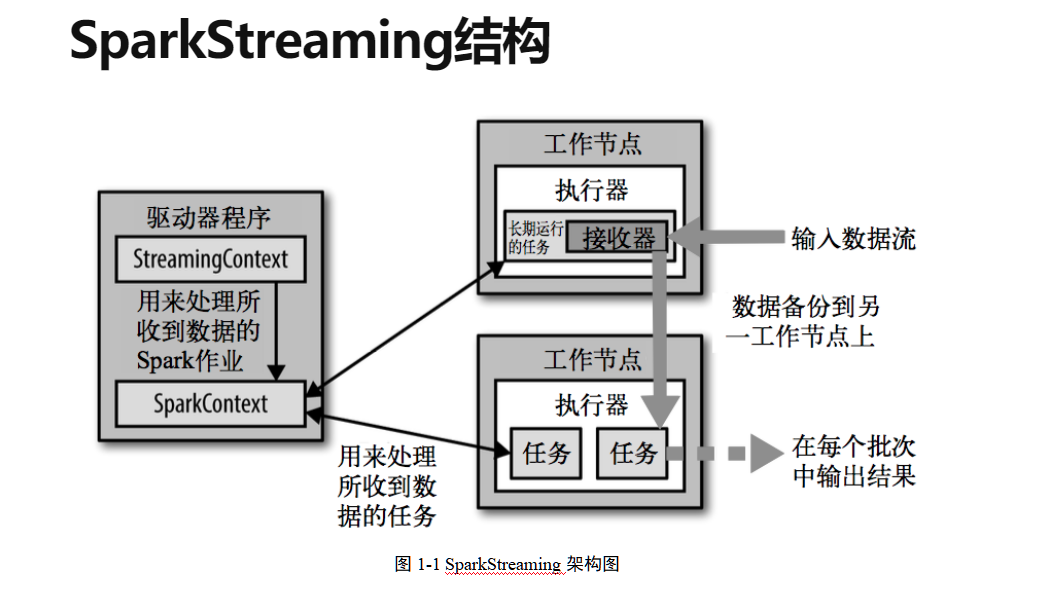 SparkStreaming结构
驱动器程序
StreamingContext
用来处理所
收到数据的
Spark作业
SparkContext
工作节点
执行器
长期运行
的任务
接收器
输入数据流
数据备份到另
一工作节点上
工作节点
执行器
任务
任务
用来处理
所收到数
据的任务
在每个批次
中输出结果
图 1-1 SparkStreaming 架构图